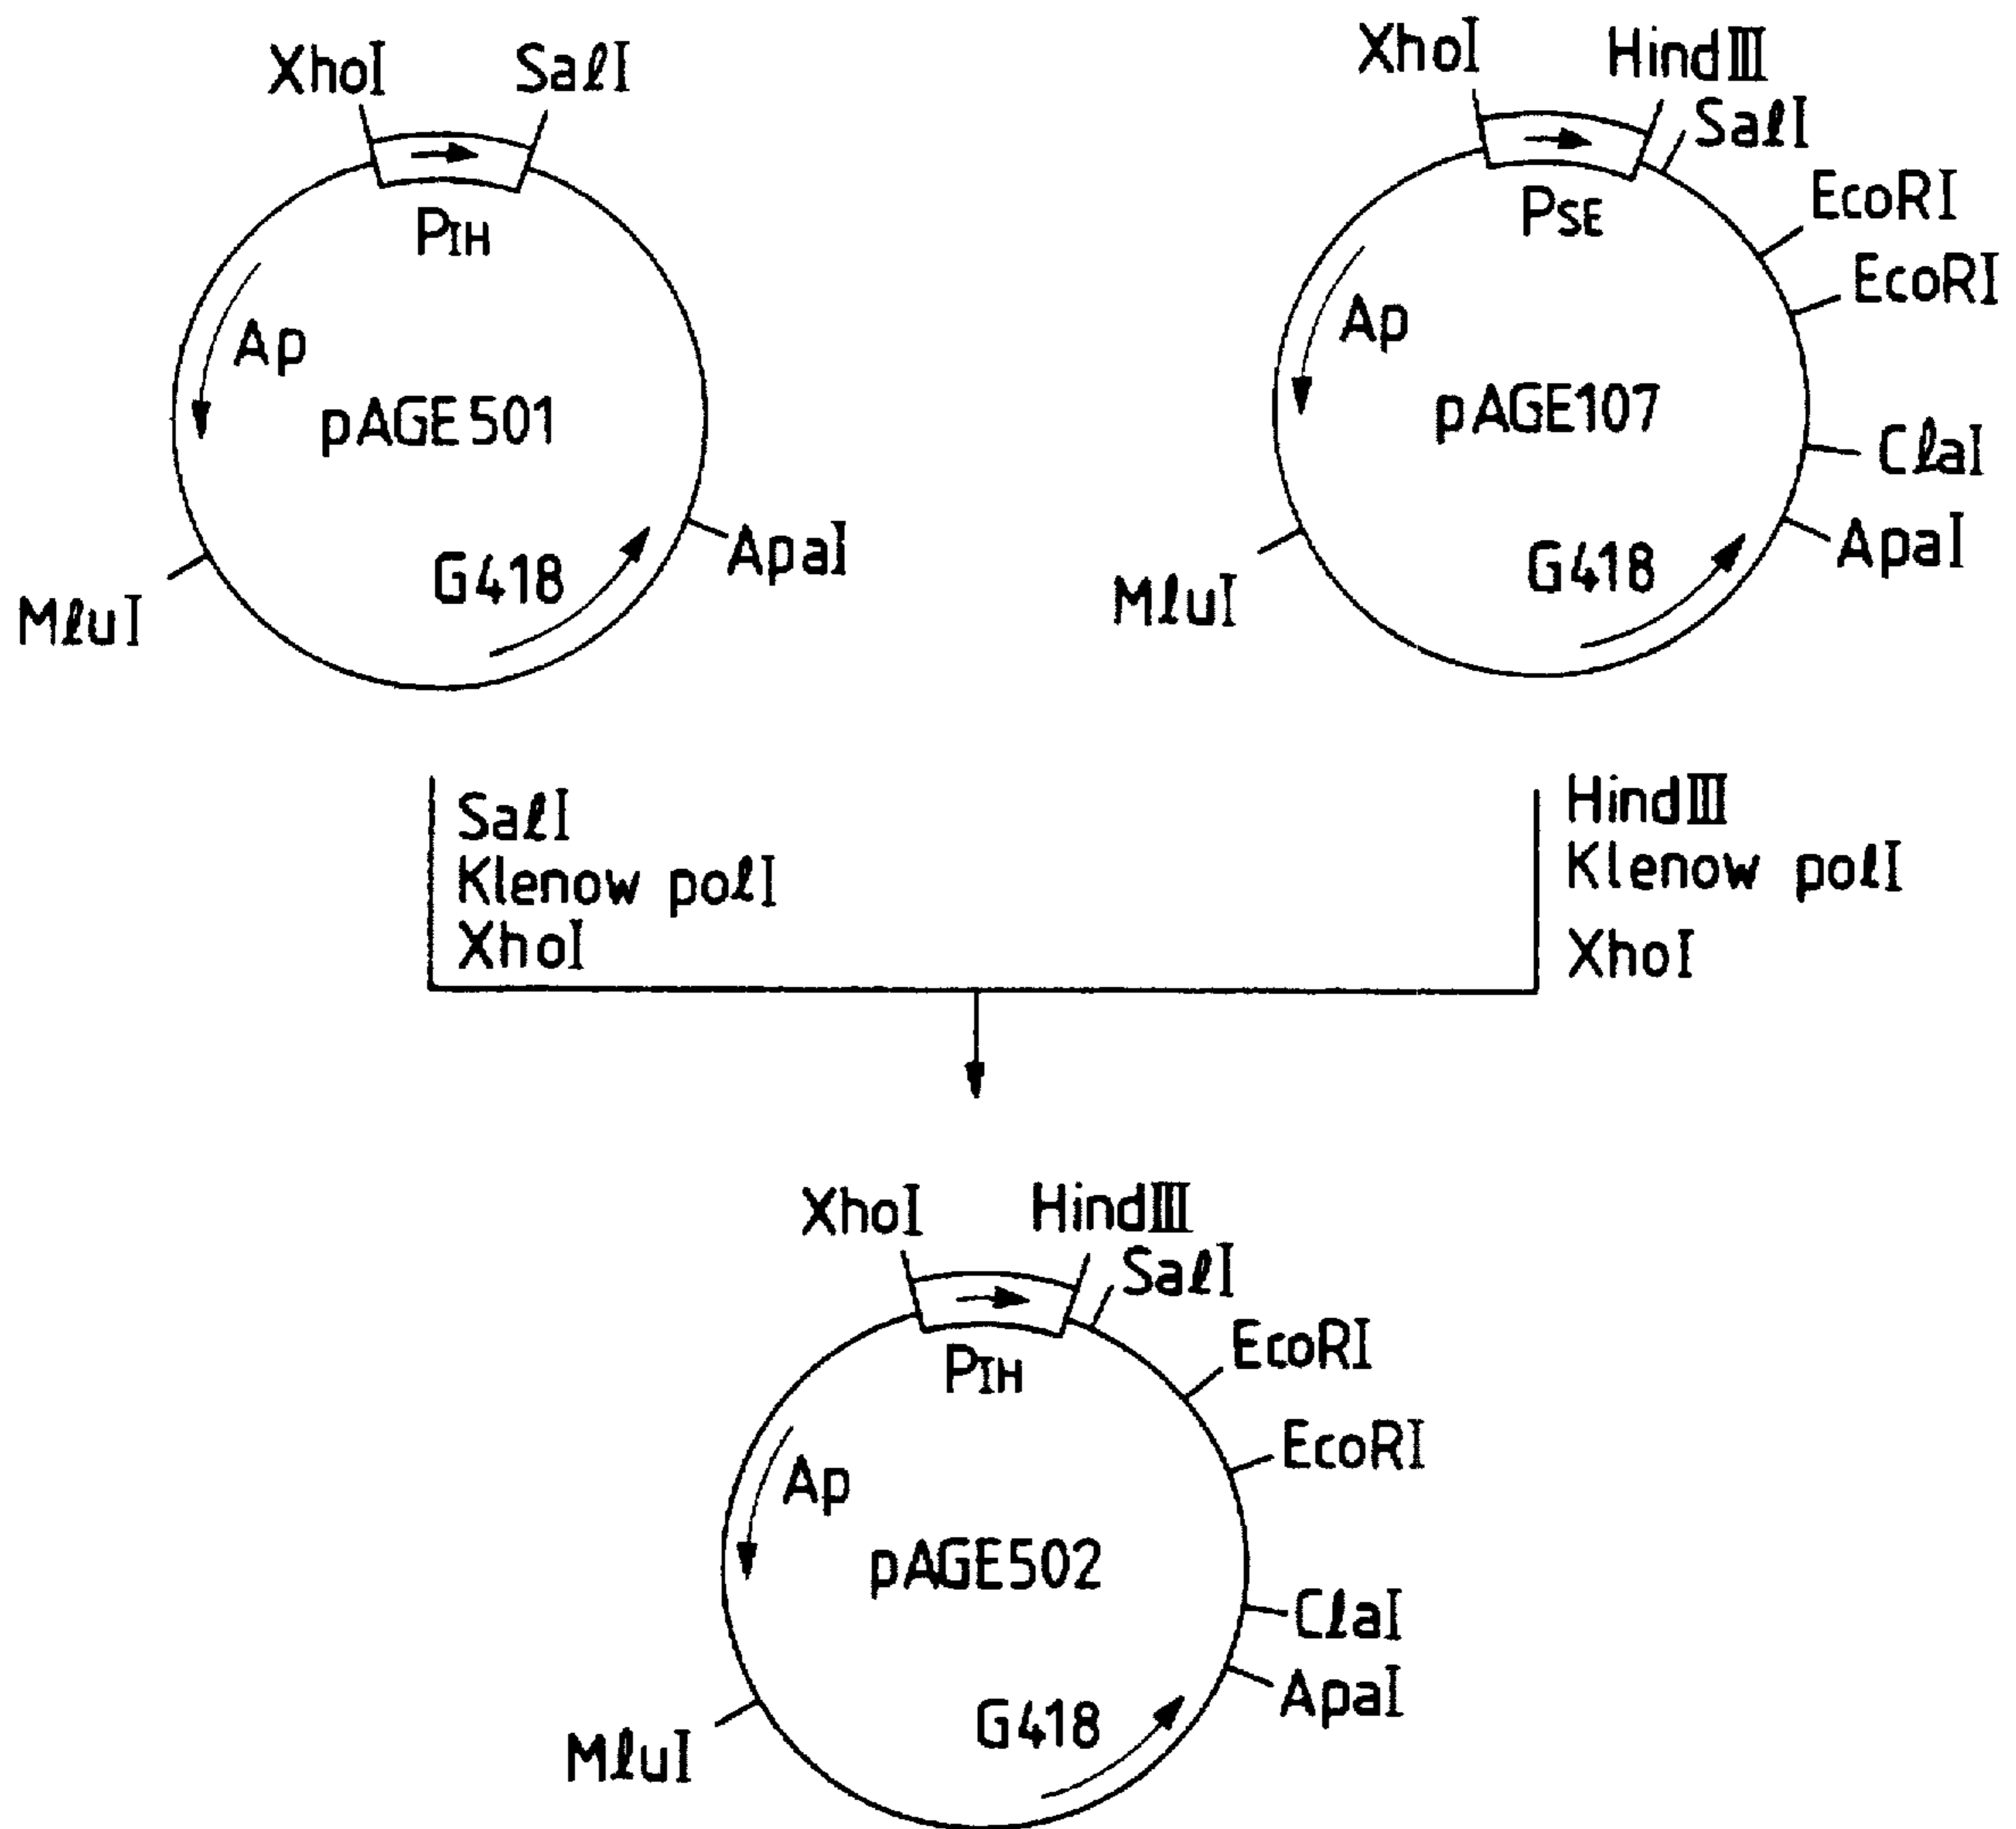 XhoI
SalI
PIH
Ap
pAGE501
G418
ApaI
MluI
XhoI
HindIII
SalI
PSE
EcoRI
EcoRI
Ap
pAGE107
ClaI
ApaI
G418
MluI
SalI
Klenow polI
XhoI
HindIII
Klenow polI
XhoI
XhoI
HindIII
SalI
PIH
EcoRI
EcoRI
Ap
pAGE502
ClaI
ApaI
G418
MluI